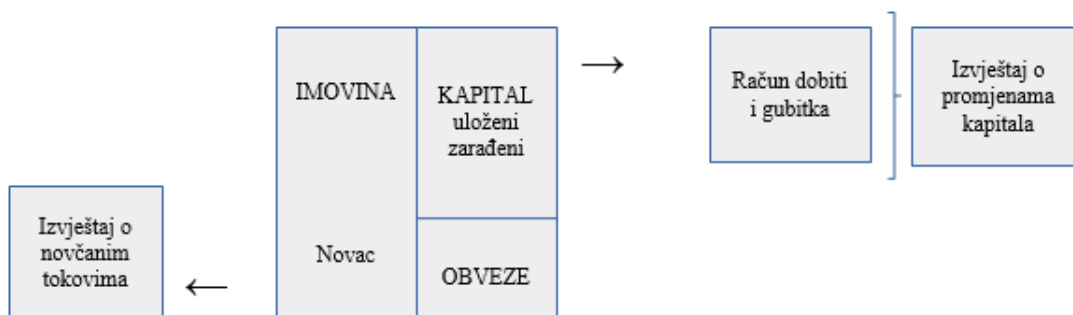 IMOVINA
KAPITAL
uloženi
zarađeni
→
Račun dobiti
i gubitka
Izvještaj o
promjenama
kapitala
Izvještaj o
novčanim
tokovima
←
Novac
OBVEZE